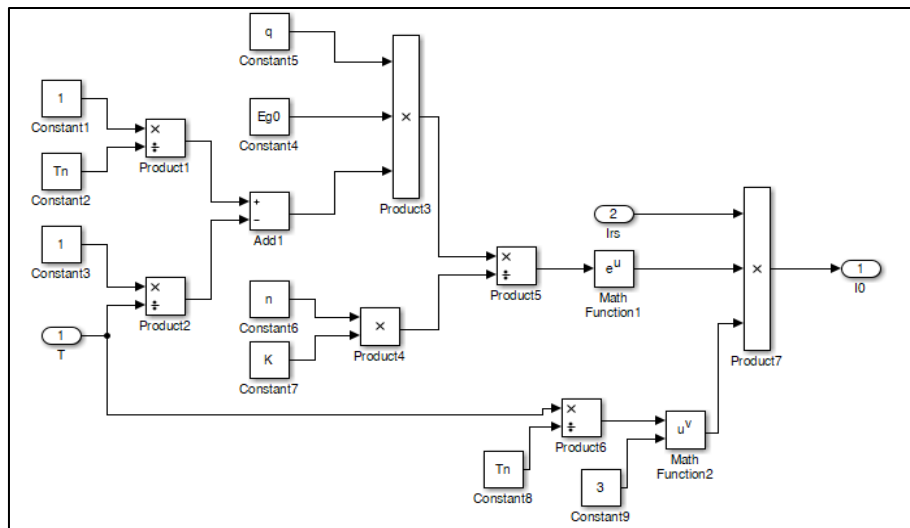 q
Constant5
1
Constant1
Eg0
Constant4
×
Product3
×
÷
Product1
Tn
Constant2
+
−
Add1
1
Constant3
×
÷
Product2
1
T
n
Constant6
K
Constant7
×
Product4
×
÷
Product5
e^u
Math
Function1
2
Irs
×
Product7
1
I0
×
÷
Product6
Tn
Constant8
3
Constant9
u^v
Math
Function2